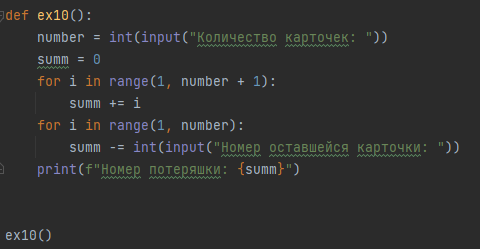 def ex10():
    number = int(input("Количество карточек: "))
    summ = 0
    for i in range(1, number + 1):
        summ += i
    for i in range(1, number):
        summ -= int(input("Номер оставшейся карточки: "))
    print(f"Номер потеряшки: {summ}")
ex10()